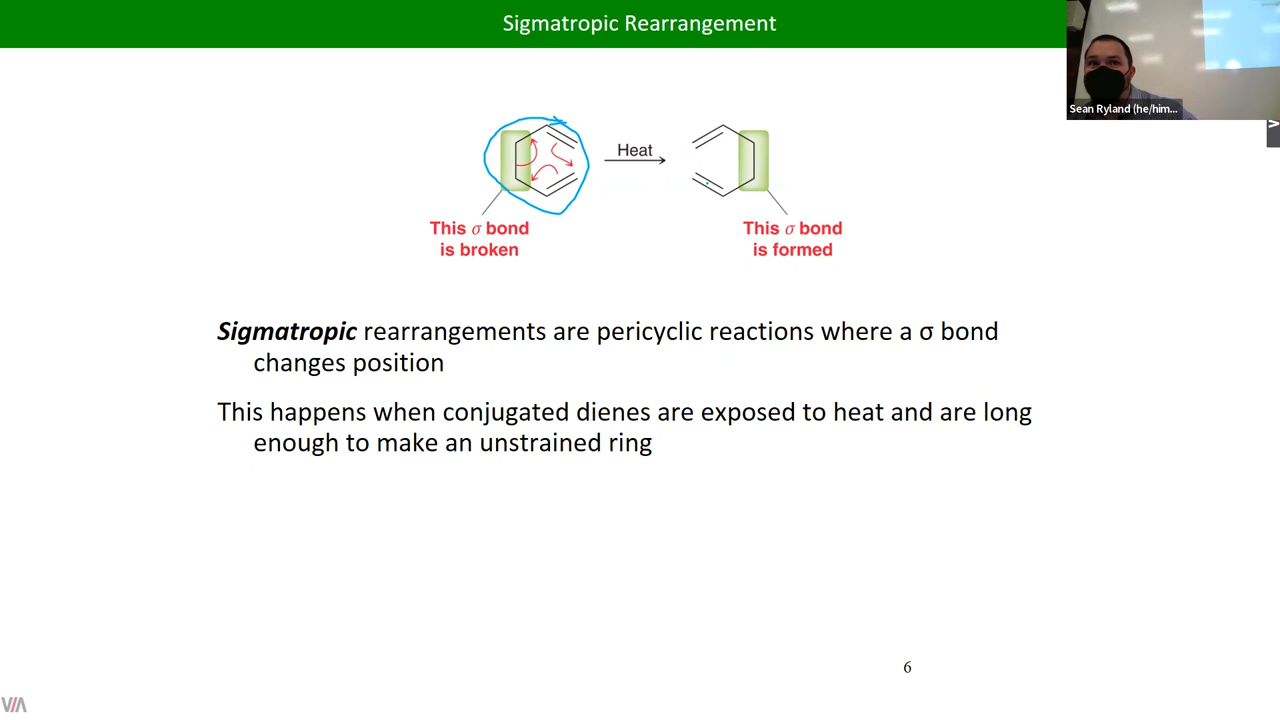 Sigmatropic Rearrangement
Sean Ryland (he/him...
Heat
This σ bond
is broken
This σ bond
is formed
Sigmatropic rearrangements are pericyclic reactions where a σ bond
changes position
This happens when conjugated dienes are exposed to heat and are long
enough to make an unstrained ring
6
VIA